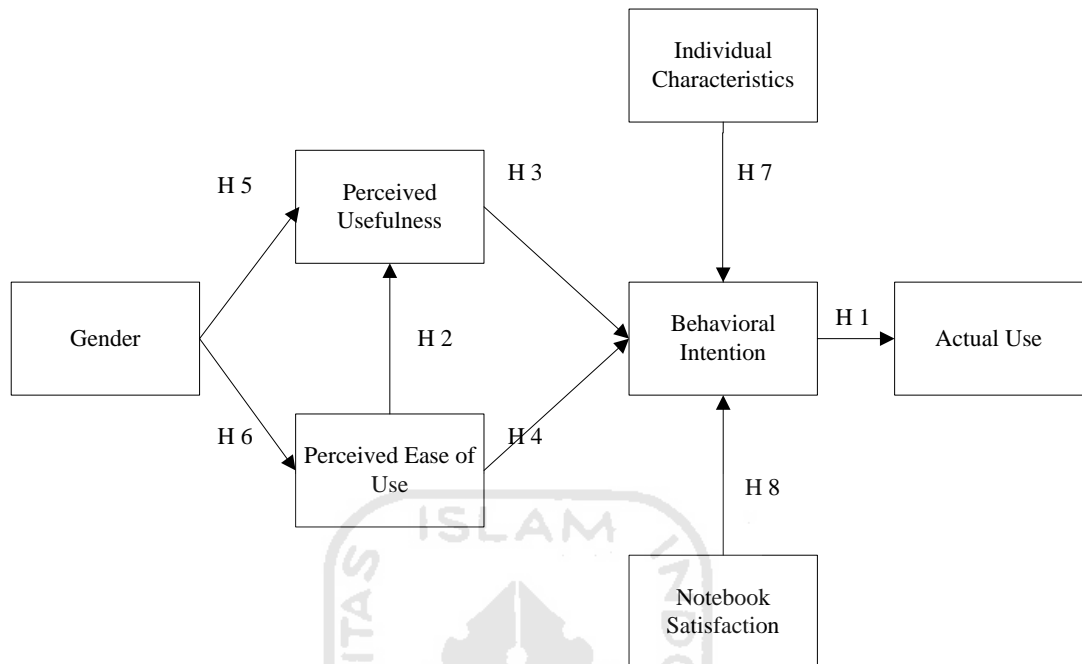 Individual
Characteristics
H 5
H 3
H 7
Perceived
Usefulness
Gender
H 2
Behavioral
Intention
H 1
Actual Use
H 6
H 4
Perceived Ease of
Use
H 8
ISLAM
ITAS
Notebook
Satisfaction